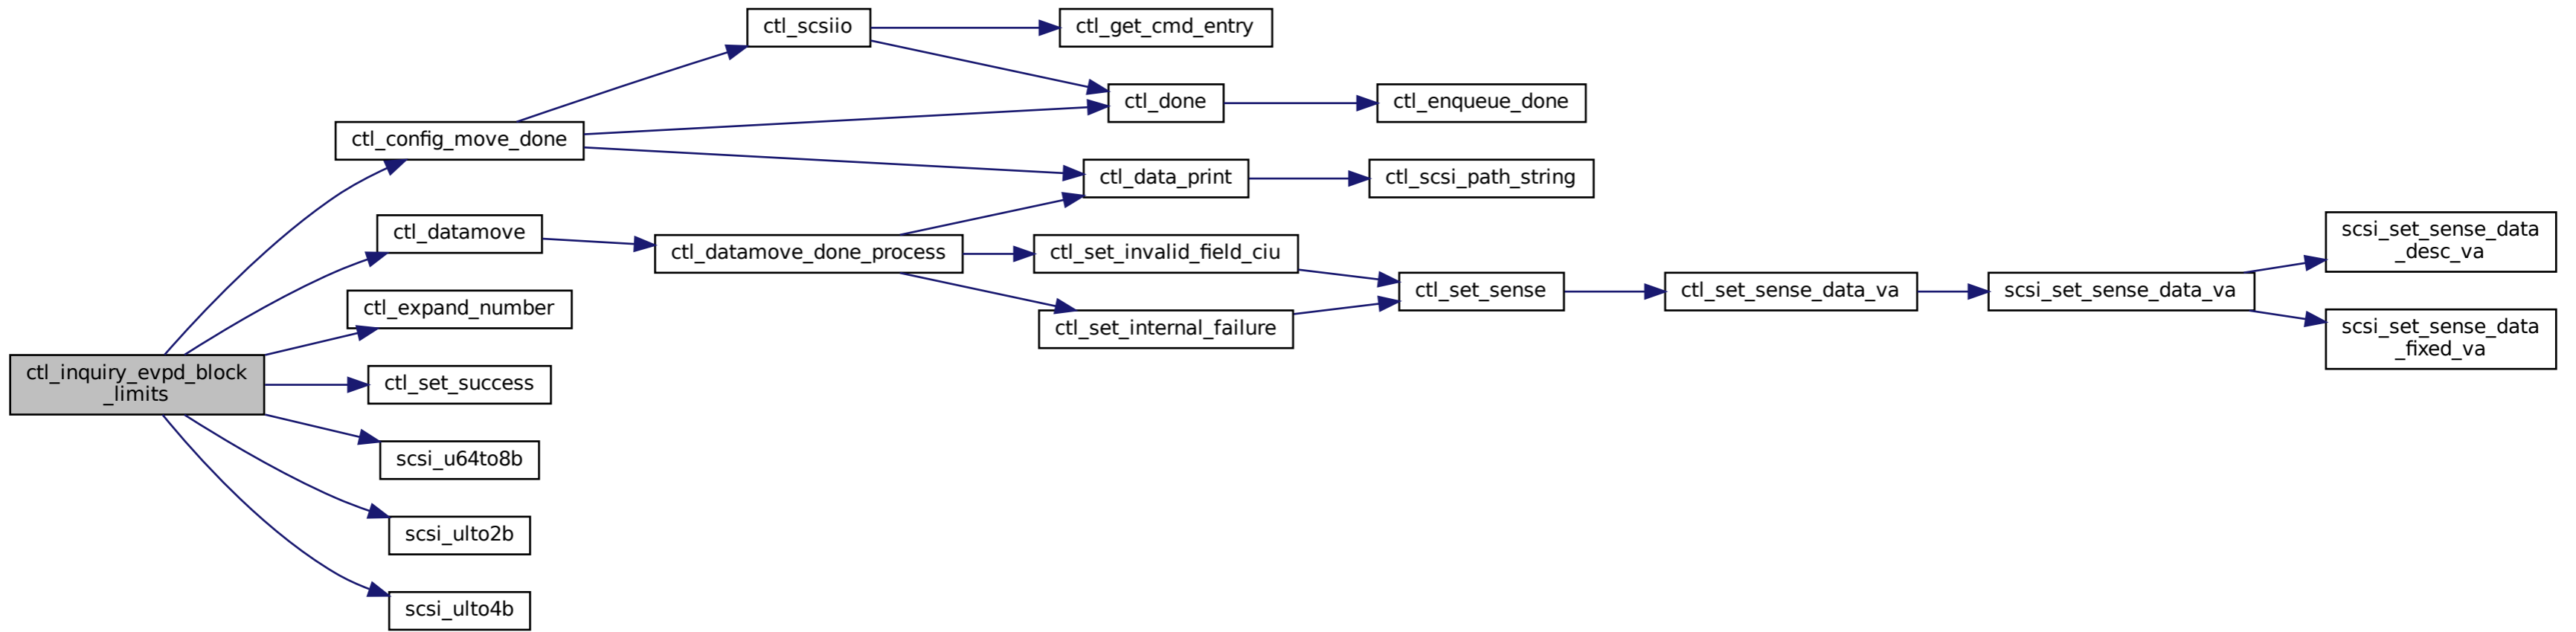 ctl_scsiio
ctl_get_cmd_entry
ctl_done
ctl_enqueue_done
ctl_config_move_done
ctl_data_print
ctl_scsi_path_string
ctl_datamove
ctl_datamove_done_process
ctl_set_invalid_field_ciu
scsi_set_sense_data
_desc_va
ctl_expand_number
ctl_set_internal_failure
ctl_set_sense
ctl_set_sense_data_va
scsi_set_sense_data_va
scsi_set_sense_data
_fixed_va
ctl_inquiry_evpd_block
_limits
ctl_set_success
scsi_u64to8b
scsi_ulto2b
scsi_ulto4b